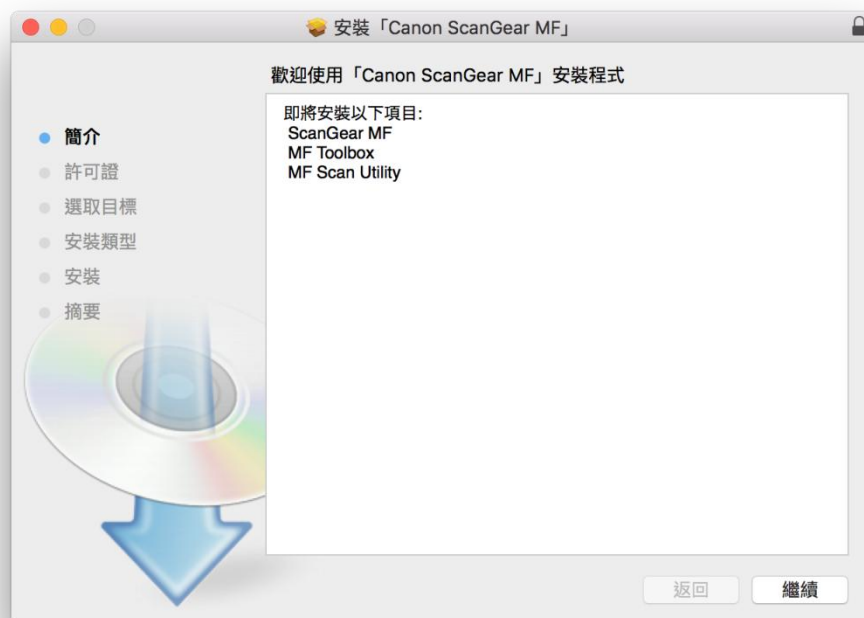 安裝「Canon ScanGear MF」
歡迎使用「Canon ScanGear MF」安裝程式
簡介
許可證
選取目標
安裝類型
安裝
摘要
即將安裝以下項目:
ScanGear MF
MF Toolbox
MF Scan Utility
返回
繼續